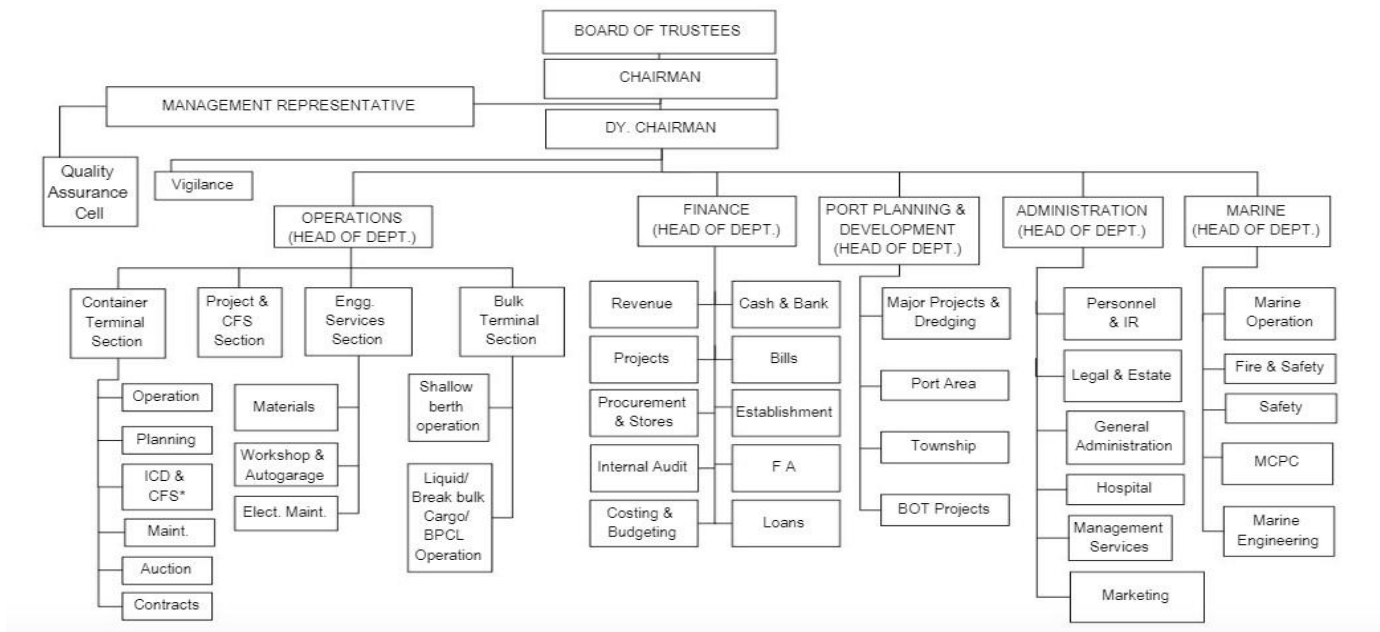 BOARD OF TRUSTEES
CHAIRMAN
MANAGEMENT REPRESENTATIVE
DY. CHAIRMAN
Quality
Assurance
Cell
Vigilance
OPERATIONS
(HEAD OF DEPT.)
FINANCE
(HEAD OF DEPT.)
PORT PLANNING &
DEVELOPMENT
(HEAD OF DEPT.)
ADMINISTRATION
(HEAD OF DEPT.)
MARINE
(HEAD OF DEPT.)
Container
Terminal
Section
Project &
CFS
Section
Engg.
Services
Section
Bulk
Terminal
Section
Operation
Planning
ICD &
CFS*
Maint.
Auction
Contracts
Materials
Workshop &
Autogarage
Elect. Maint.
Shallow
berth
operation
Liquid/
Break bulk
Cargo/
BPCL
Operation
Revenue
Projects
Procurement
& Stores
Internal Audit
Costing &
Budgeting
Cash & Bank
Bills
Establishment
F A
Loans
Major Projects &
Dredging
Port Area
Township
BOT Projects
Personnel
& IR
Legal & Estate
General
Administration
Hospital
Management
Services
Marketing
Marine
Operation
Fire & Safety
Safety
MCPC
Marine
Engineering